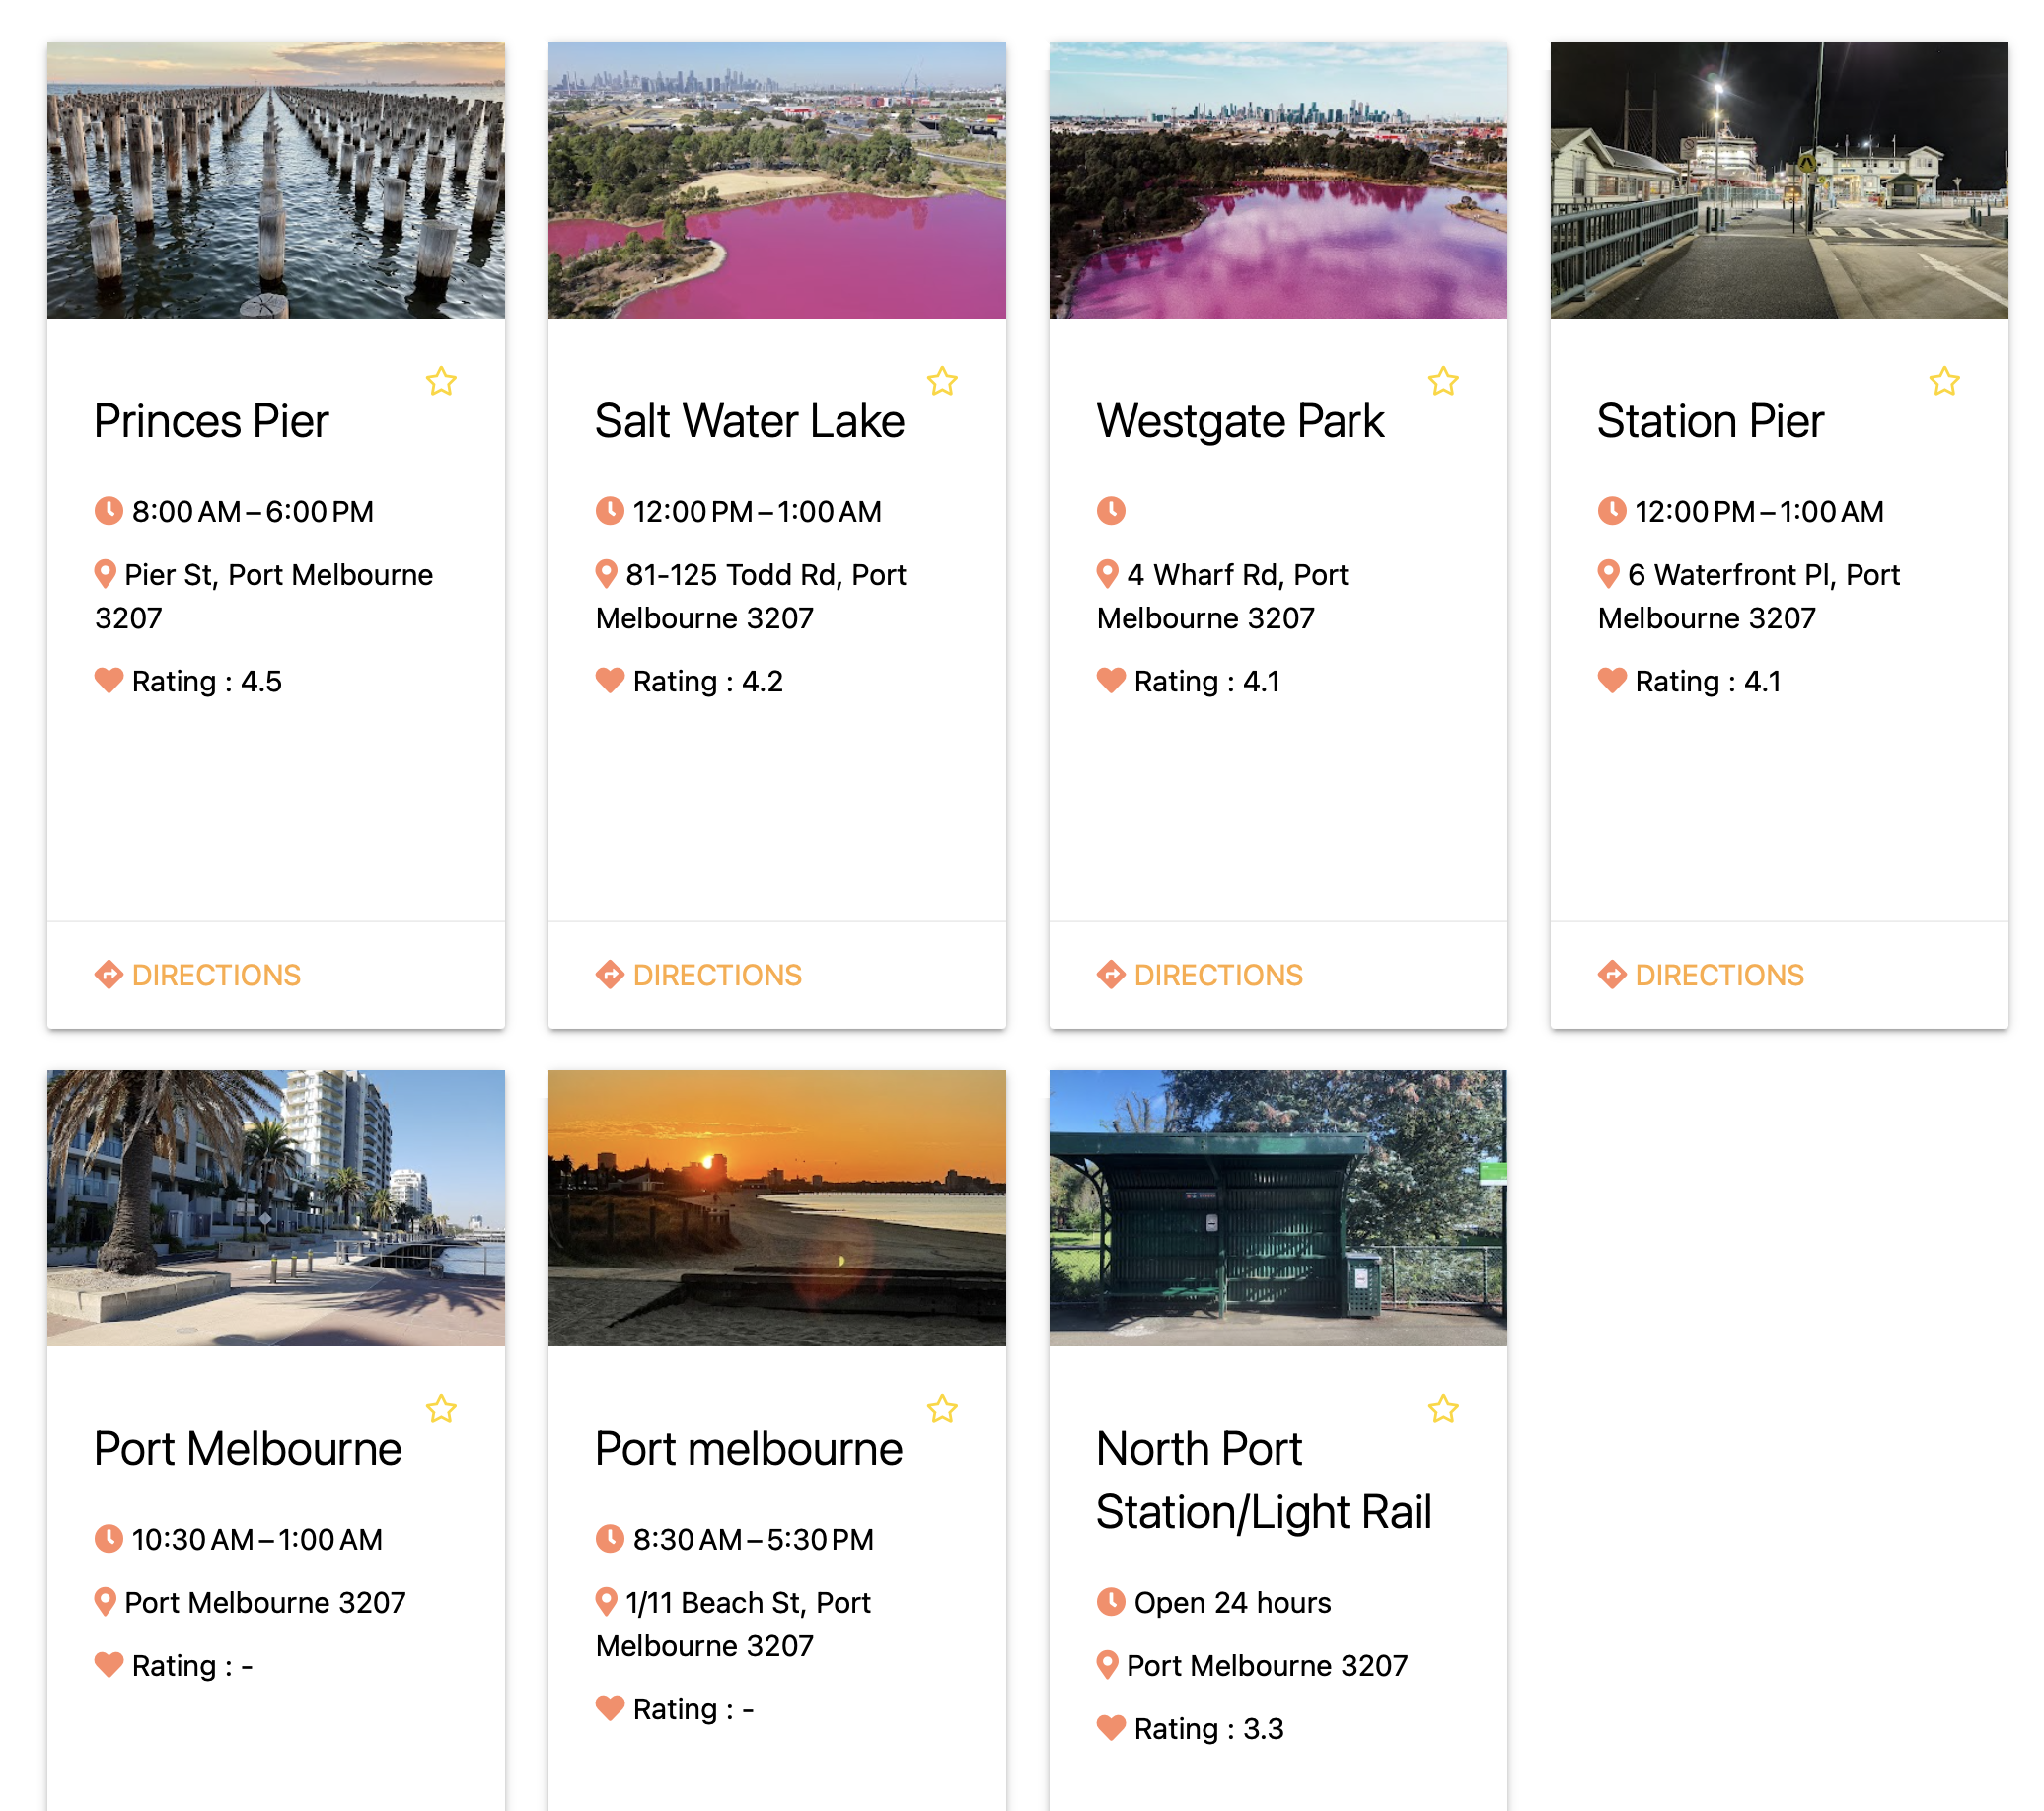 Princes Pier
8:00 AM – 6:00 PM
Pier St, Port Melbourne
3207
Rating : 4.5
DIRECTIONS
Salt Water Lake
12:00 PM – 1:00 AM
81-125 Todd Rd, Port
Melbourne 3207
Rating : 4.2
DIRECTIONS
Westgate Park
4 Wharf Rd, Port
Melbourne 3207
Rating : 4.1
DIRECTIONS
Station Pier
12:00 PM – 1:00 AM
6 Waterfront Pl, Port
Melbourne 3207
Rating : 4.1
DIRECTIONS
Port Melbourne
10:30 AM – 1:00 AM
Port Melbourne 3207
Rating : -
Port melbourne
8:30 AM – 5:30 PM
1/11 Beach St, Port
Melbourne 3207
Rating : -
North Port
Station/Light Rail
Open 24 hours
Port Melbourne 3207
Rating : 3.3